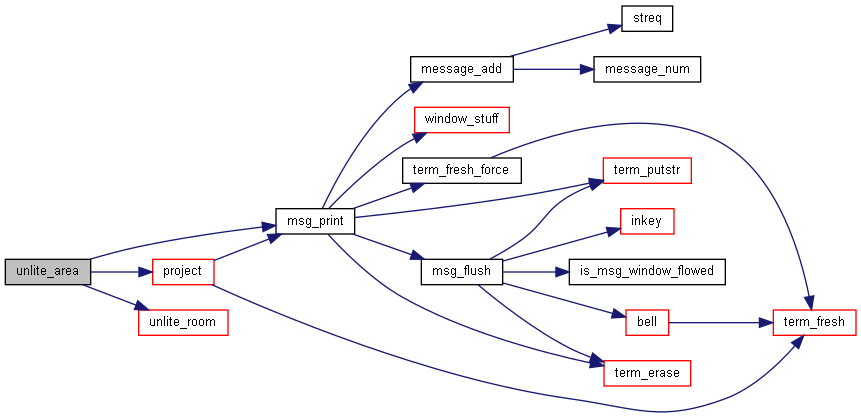 streq
message_add
message_num
window_stuff
term_fresh_force
term_putstr
msg_print
inkey
unlite_area
project
msg_flush
is_msg_window_flowed
unlite_room
bell
term_fresh
term_erase